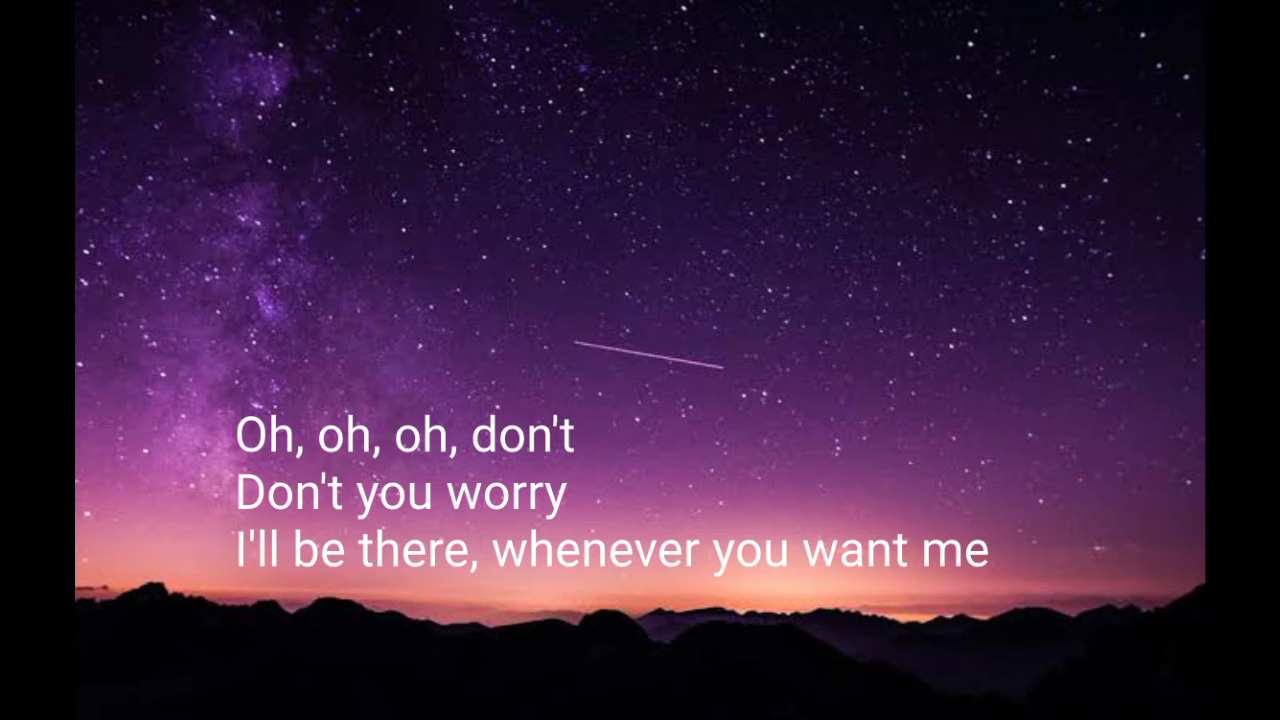 Oh, oh, oh, don't
Don't you worry
I'll be there, whenever you want me